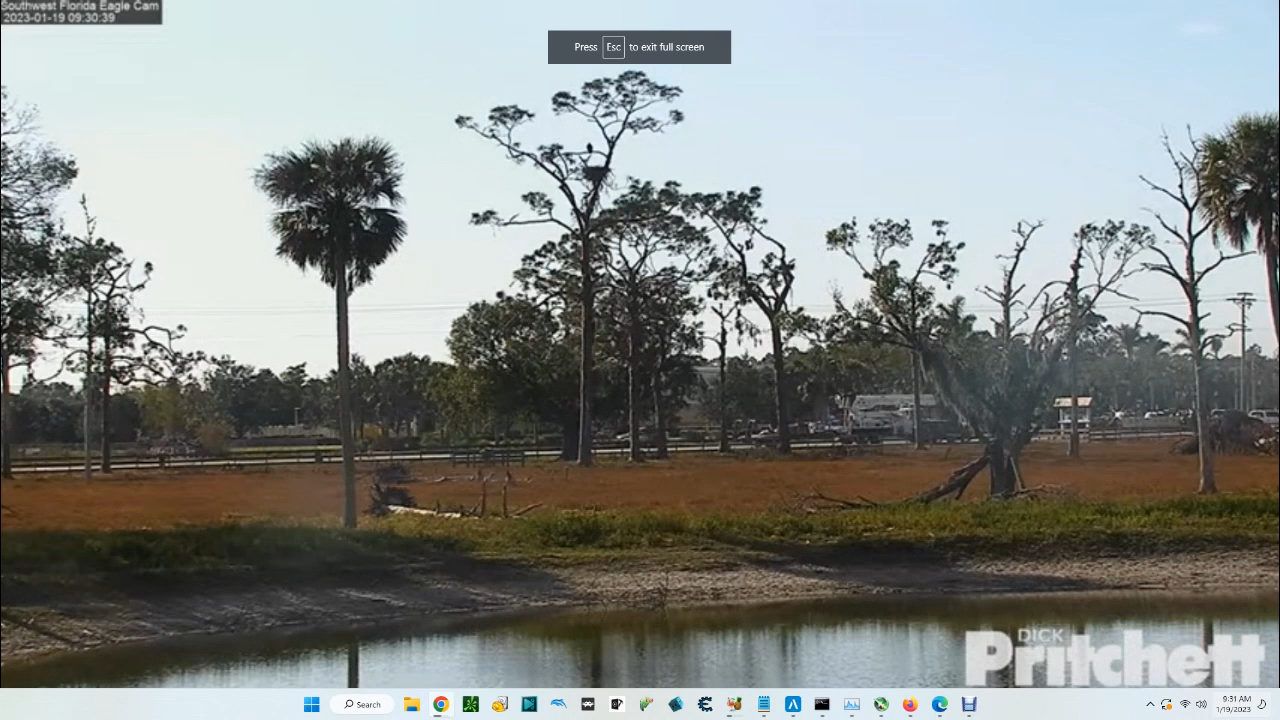 Southwest Florida Eagle Cam
2023-01-19 09:30:39
Press Esc to exit full screen
DICK
Pritchett
Search
9:31 AM
1/19/2023